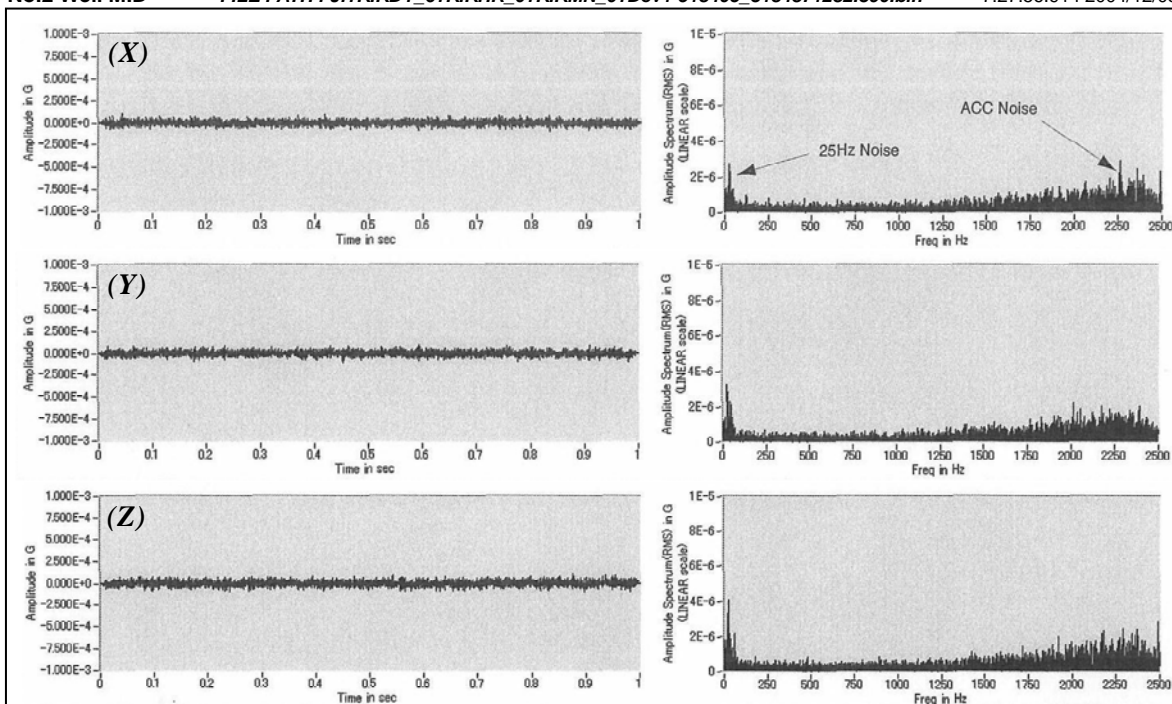 (X)
1.000E-3
7.500E-4
5.000E-4
2.500E-4
0.000E+0
-2.500E-4
-5.000E-4
-7.500E-4
-1.000E-3
Amplitude in G
0 0.1 0.2 0.3 0.4 0.5 0.6 0.7 0.8 0.9 1
Time in sec
1E-5
8E-6
6E-6
4E-6
2E-6
0
Amplitude Spectrum(RMS) in G
(LINEAR scale)
25Hz Noise
ACC Noise
0 250 500 750 1000 1250 1500 1750 2000 2250 2500
Freq in Hz
(Y)
1.000E-3
7.500E-4
5.000E-4
2.500E-4
0.000E+0
-2.500E-4
-5.000E-4
-7.500E-4
-1.000E-3
Amplitude in G
0 0.1 0.2 0.3 0.4 0.5 0.6 0.7 0.8 0.9 1
Time in sec
1E-5
8E-6
6E-6
4E-6
2E-6
0
Amplitude Spectrum(RMS) in G
(LINEAR scale)
0 250 500 750 1000 1250 1500 1750 2000 2250 2500
Freq in Hz
(Z)
1.000E-3
7.500E-4
5.000E-4
2.500E-4
0.000E+0
-2.500E-4
-5.000E-4
-7.500E-4
-1.000E-3
Amplitude in G
0 0.1 0.2 0.3 0.4 0.5 0.6 0.7 0.8 0.9 1
Time in sec
1E-5
8E-6
6E-6
4E-6
2E-6
0
Amplitude Spectrum(RMS) in G
(LINEAR scale)
0 250 500 750 1000 1250 1500 1750 2000 2250 2500
Freq in Hz